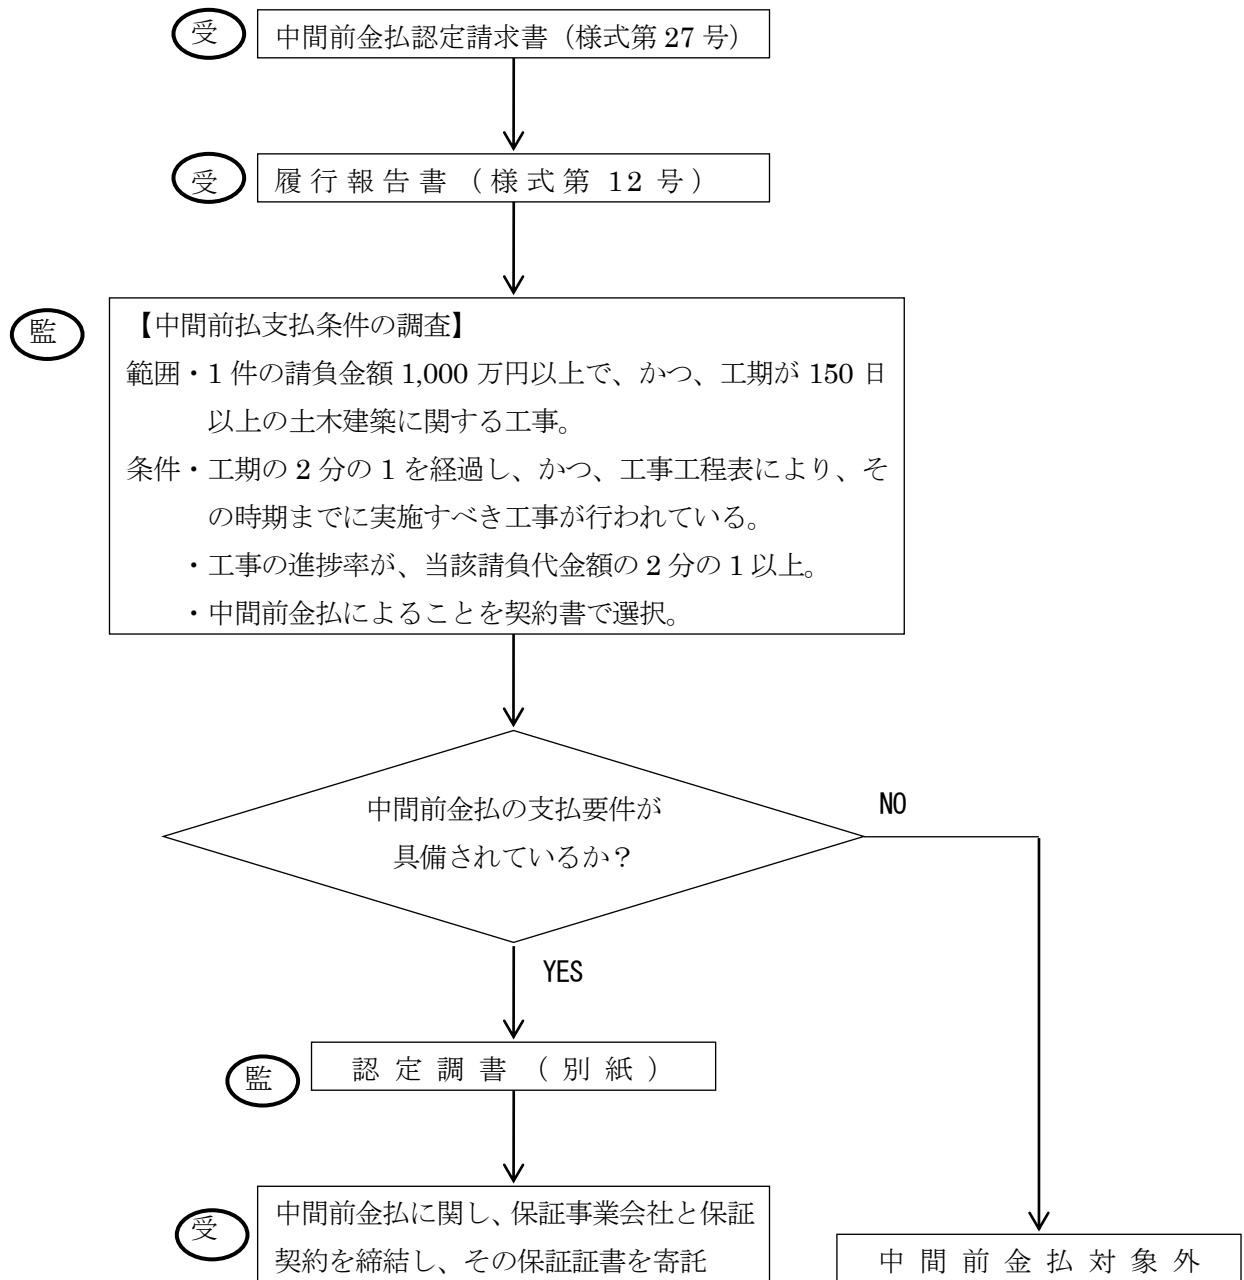 受
中間前金払認定請求書（様式第 27 号）
受
履行報告書（様式第 12 号）
監
【中間前払支払条件の調査】
範囲・1 件の請負金額 1,000 万円以上で、かつ、工期が 150 日
以上の土木建築に関する工事。
条件・工期の 2 分の 1 を経過し、かつ、工事工程表により、そ
の時期までに実施すべき工事が行われている。
・工事の進捗率が、当該請負代金額の 2 分の 1 以上。
・中間前金払によることを契約書で選択。
中間前金払の支払要件が
具備されているか？
NO
YES
監
認定調書（別紙）
受
中間前金払に関し、保証事業会社と保証
契約を締結し、その保証証書を寄託
中間前金払対象外